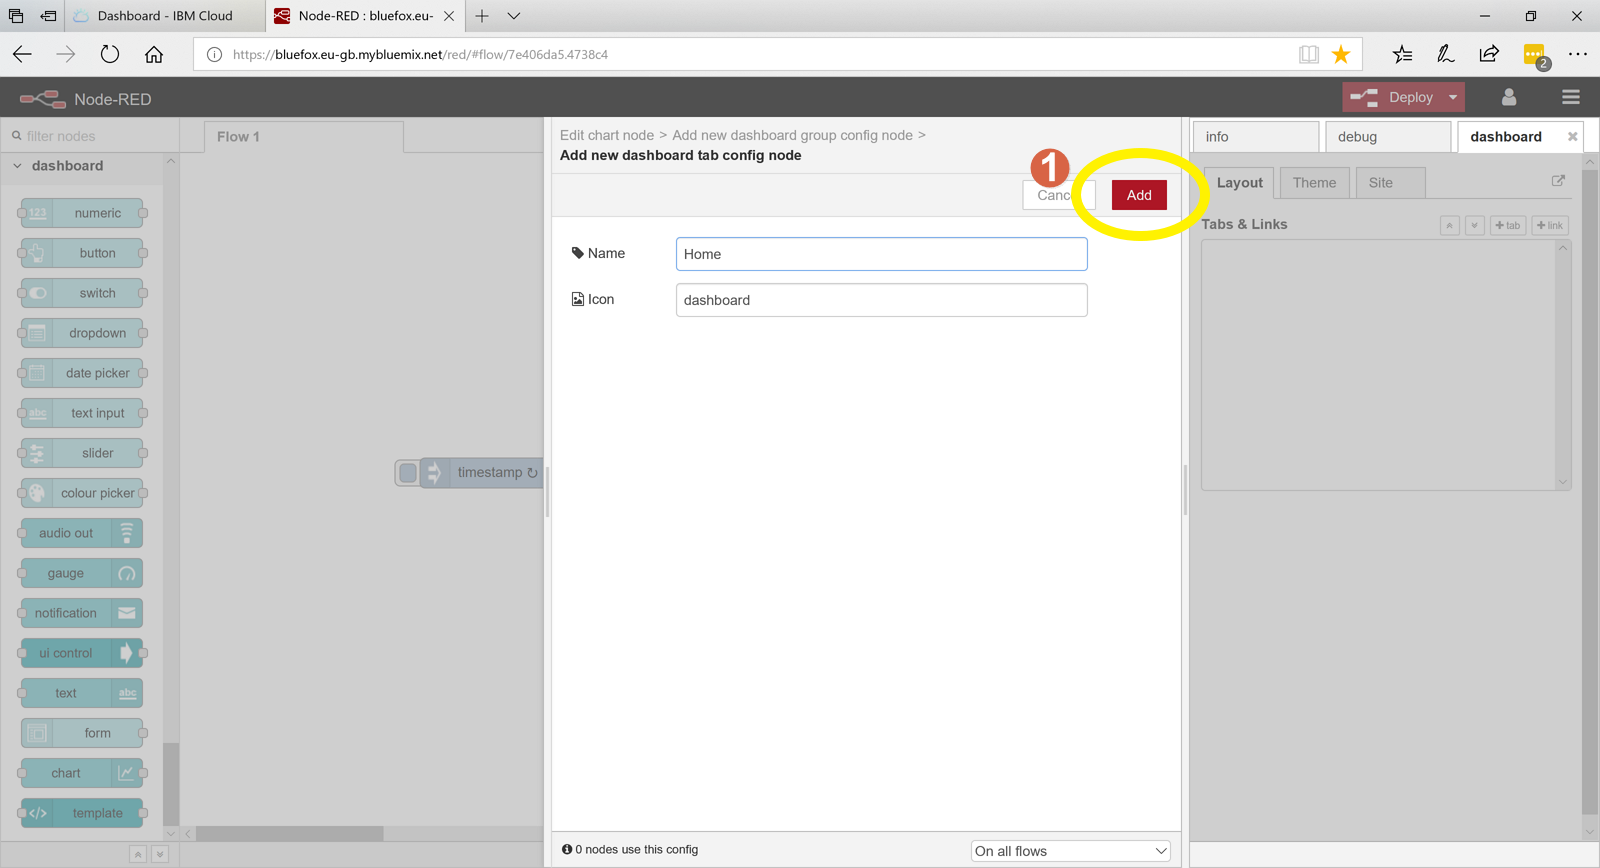 Dashboard - IBM Cloud
Node-RED : bluefox.eu-
https://bluefox.eu-gb.mybluemix.net/red/#flow/7e406da5.4738c4
2
Node-RED
Deploy
filter nodes
Flow 1
dashboard
123 numeric
button
switch
dropdown
date picker
abc text input
slider
colour picker
audio out
gauge
notification
ui control
text abc
form
chart
</> template
timestamp ↻
Edit chart node > Add new dashboard group config node >
Add new dashboard tab config node
1
Canc
Add
Name
Home
Icon
dashboard
0 nodes use this config
On all flows
info
debug
dashboard
Layout
Theme
Site
Tabs & Links
+ tab
+ link